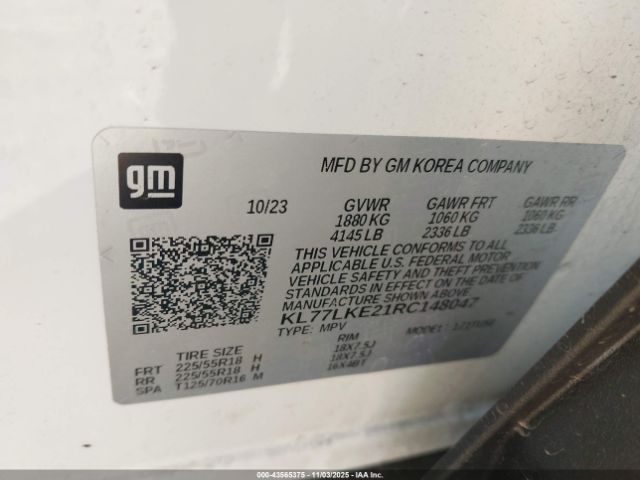 gm
MFD BY GM KOREA COMPANY
10/23 GVWR GAWR FRT GAWR RR
1880 KG 1060 KG 1060 KG
4145 LB 2336 LB 2336 LB
THIS VEHICLE CONFORMS TO ALL
APPLICABLE U.S. FEDERAL MOTOR
VEHICLE SAFETY AND THEFT PREVENTION
STANDARDS IN EFFECT ON THE DATE OF
MANUFACTURE SHOWN ABOVE.
KL77LKE21RC148047
TYPE: MPV MODEL:
TIRE SIZE RIM
FRT 225/55R18 H 18X7.5J
RR 225/55R18 H 18X7.5J
SPA T125/70R16 M 16X4BT
000-43565375 - 11/03/2025 - IAAI, Inc.